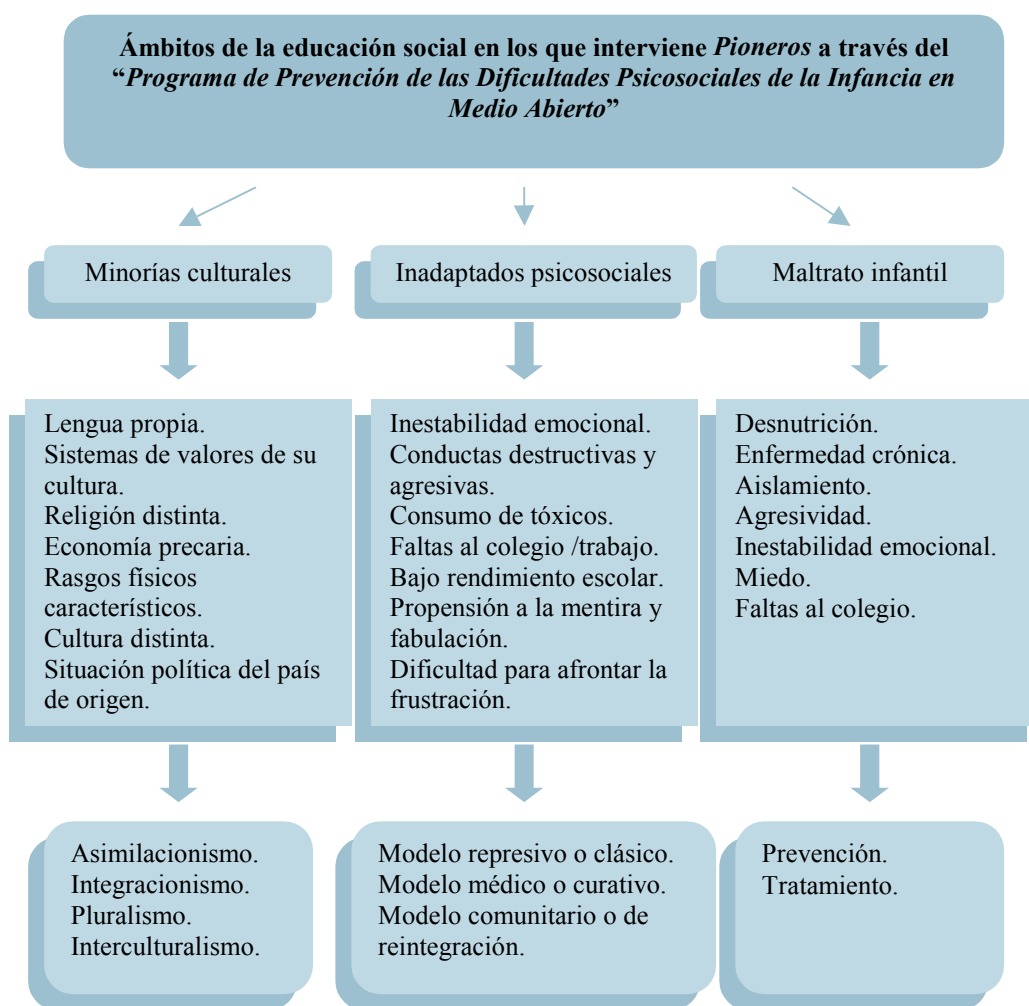 Ámbitos de la educación social en los que interviene Pioneros a través del
“Programa de Prevención de las Dificultades Psicosociales de la Infancia en
Medio Abierto”
Minorías culturales
Inadaptados psicosociales
Maltrato infantil
Lengua propia.
Sistemas de valores de su
cultura.
Religión distinta.
Economía precaria.
Rasgos físicos
característicos.
Cultura distinta.
Situación política del país
de origen.
Inestabilidad emocional.
Conductas destructivas y
agresivas.
Consumo de tóxicos.
Faltas al colegio /trabajo.
Bajo rendimiento escolar.
Propensión a la mentira y
fabulación.
Dificultad para afrontar la
frustración.
Desnutrición.
Enfermedad crónica.
Aislamiento.
Agresividad.
Inestabilidad emocional.
Miedo.
Faltas al colegio.
Asimilacionismo.
Integracionismo.
Pluralismo.
Interculturalismo.
Modelo represivo o clásico.
Modelo médico o curativo.
Modelo comunitario o de
reintegración.
Prevención.
Tratamiento.